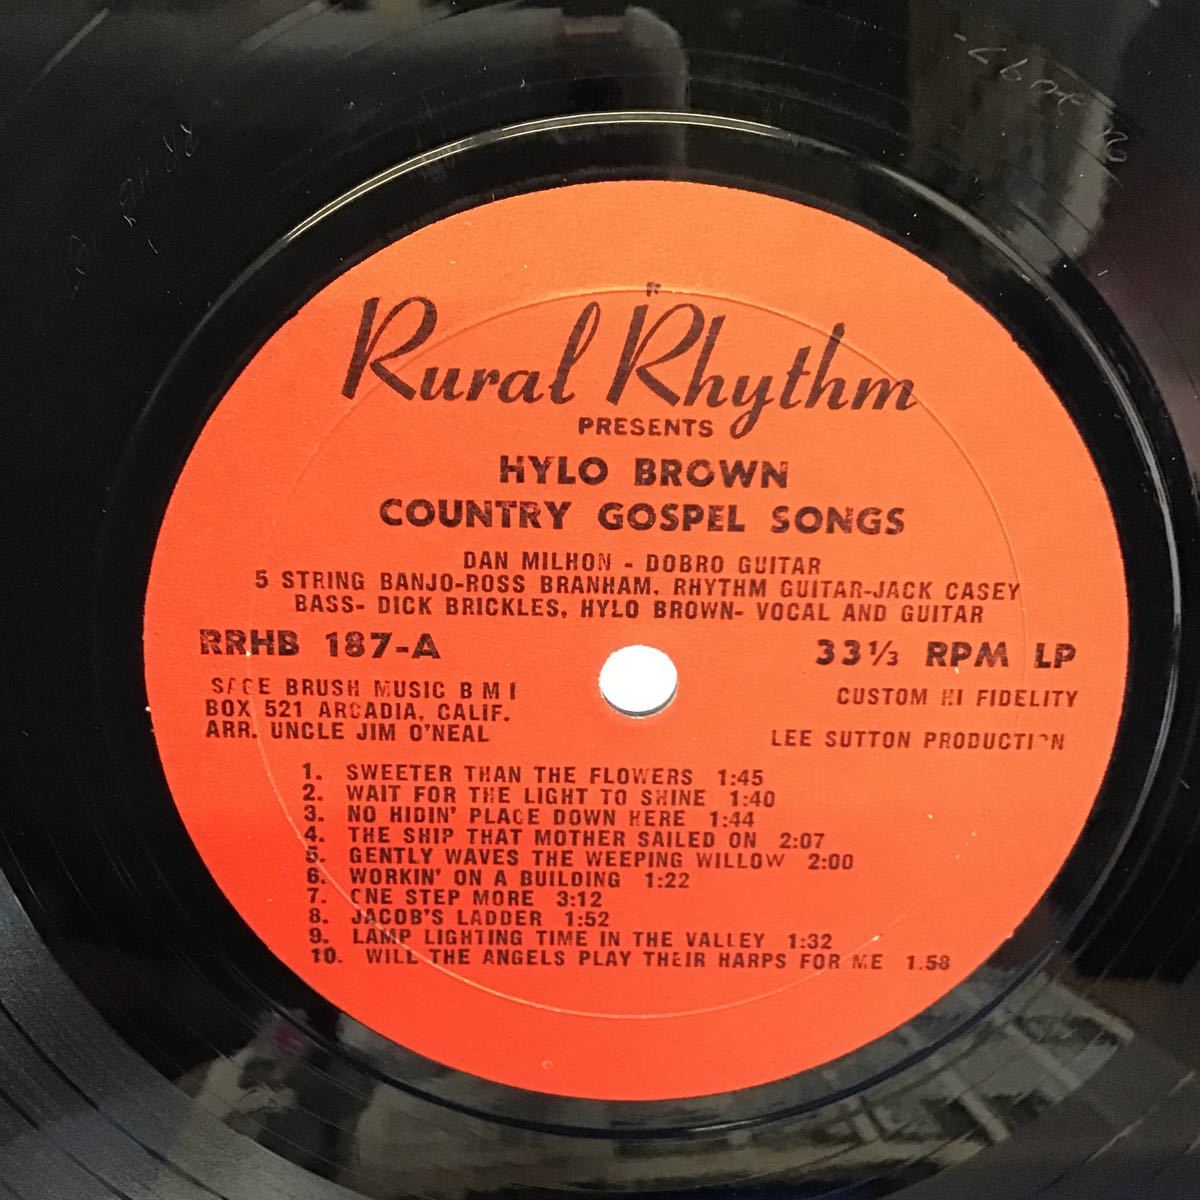 R
Rural Rhythm
PRESENTS
HYLO BROWN
COUNTRY GOSPEL SONGS
DAN MILHON - DOBRO GUITAR
5 STRING BANJO-ROSS BRANHAM, RHYTHM GUITAR-JACK CASEY
BASS- DICK BRICKLES, HYLO BROWN- VOCAL AND GUITAR
RRHB 187-A
33 1/3 RPM LP
SAGE BRUSH MUSIC B M I
BOX 521 ARCADIA, CALIF.
ARR. UNCLE JIM O'NEAL
CUSTOM HI FIDELITY
LEE SUTTON PRODUCTION
1. SWEETER THAN THE FLOWERS 1:45
2. WAIT FOR THE LIGHT TO SHINE 1:40
3. NO HIDIN' PLACE DOWN HERE 1:44
4. THE SHIP THAT MOTHER SAILED ON 2:07
5. GENTLY WAVES THE WEEPING WILLOW 2:00
6. WORKIN' ON A BUILDING 1:22
7. ONE STEP MORE 3:12
8. JACOB'S LADDER 1:52
9. LAMP LIGHTING TIME IN THE VALLEY 1:32
10. WILL THE ANGELS PLAY THEIR HARPS FOR ME 1.58